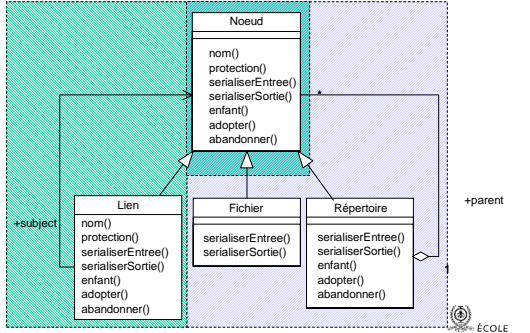 Noeud
nom()
protection()
serialiserEntree()
serialiserSortie()
enfant()
adopter()
abandonner()
*
+parent
+subject
1
Lien
nom()
protection()
serialiserEntree()
serialiserSortie()
enfant()
adopter()
abandonner()
Fichier
serialiserEntree()
serialiserSortie()
Répertoire
serialiserEntree()
serialiserSortie()
enfant()
adopter()
abandonner()
ÉCOLE